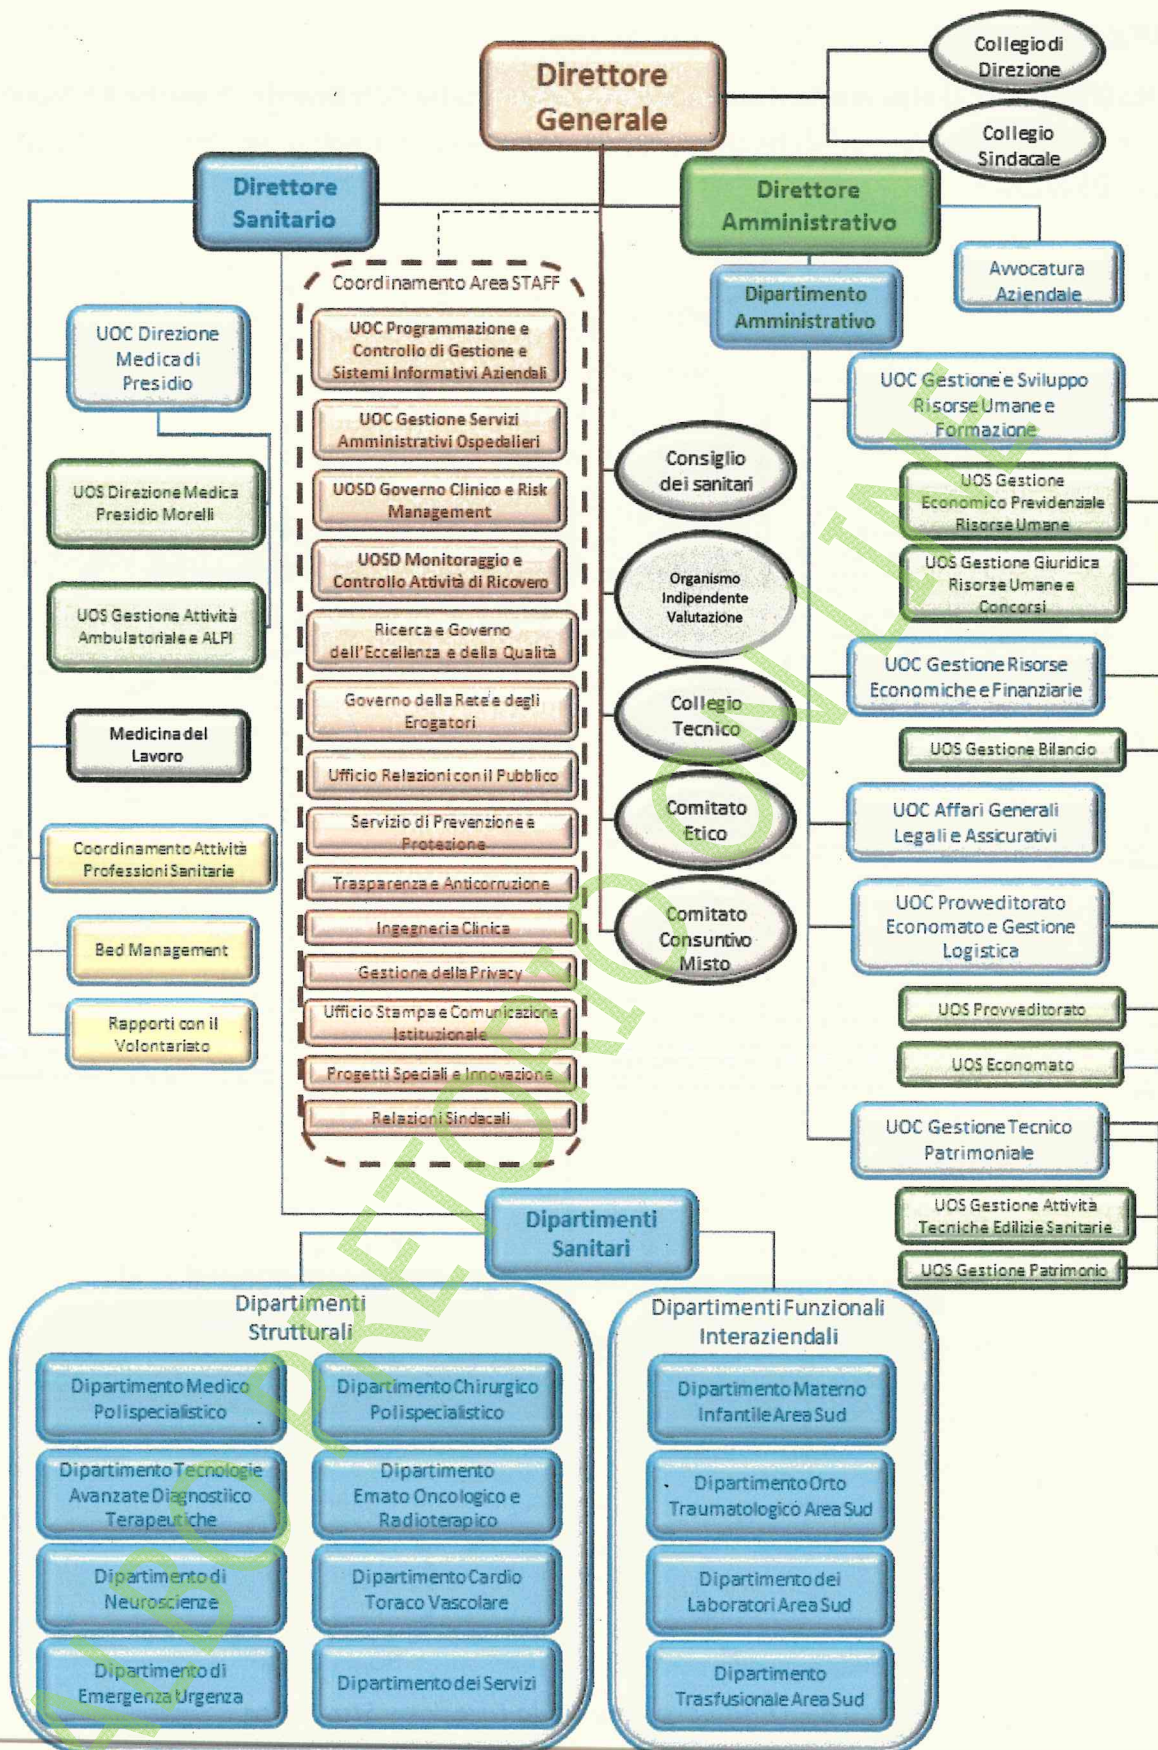 Direttore
Generale
Collegio di
Direzione
Collegio
Sindacale
Direttore
Sanitario
Direttore
Amministrativo
Avvocatura
Aziendale
Dipartimento
Amministrativo
UOC Direzione
Medica di
Presidio
UOS Direzione Medica
Presidio Morelli
UOS Gestione Attività
Ambulatoriale e ALPI
Medicina del
Lavoro
Coordinamento Attività
Professioni Sanitarie
Bed Management
Rapporti con il
Volontariato
Coordinamento Area STAFF
UOC Programmazione e
Controllo di Gestione e
Sistemi Informativi Aziendali
UOC Gestione Servizi
Amministrativi Ospedalieri
UOSD Governo Clinico e Risk
Management
UOSD Monitoraggio e
Controllo Attività di Ricovero
Ricerca e Governo
dell'Eccellenza e della Qualità
Governo della Rete e degli
Erogatori
Ufficio Relazioni con il Pubblico
Servizio di Prevenzione e
Protezione
Trasparenza e Anticorruzione
Ingegneria Clinica
Gestione della Privacy
Ufficio Stampa e Comunicazione
Istituzionale
Progetti Speciali e Innovazione
Relazioni Sindacali
Consiglio
dei sanitari
Organismo
Indipendente
Valutazione
Collegio
Tecnico
Comitato
Etico
Comitato
Consuntivo
Misto
UOC Gestione e Sviluppo
Risorse Umane e
Formazione
UOS Gestione
Economico Previdenziale
Risorse Umane
UOS Gestione Giuridica
Risorse Umane e
Concorsi
UOC Gestione Risorse
Economiche e Finanziarie
UOS Gestione Bilancio
UOC Affari Generali
Legali e Assicurativi
UOC Provveditorato
Economato e Gestione
Logistica
UOS Provveditorato
UOS Economato
UOC Gestione Tecnico
Patrimoniale
UOS Gestione Attività
Tecniche Edilizie Sanitarie
UOS Gestione Patrimonio
Dipartimenti
Sanitari
Dipartimenti
Strutturali
Dipartimento Medico
Polispecialistico
Dipartimento Chirurgico
Polispecialistico
Dipartimento Tecnologie
Avanzate Diagnostiico
Terapeutiche
Dipartimento
Emato Oncologico e
Radioterapico
Dipartimento di
Neuroscienze
Dipartimento Cardio
Toraco Vascolare
Dipartimento di
Emergenza Urgenza
Dipartimento dei Servizi
Dipartimenti Funzionali
Interaziendali
Dipartimento Materno
Infantile Area Sud
Dipartimento Orto
Traumatologico Area Sud
Dipartimento dei
Laboratori Area Sud
Dipartimento
Trasfusionale Area Sud
ALBO PRETORIO ONLINE